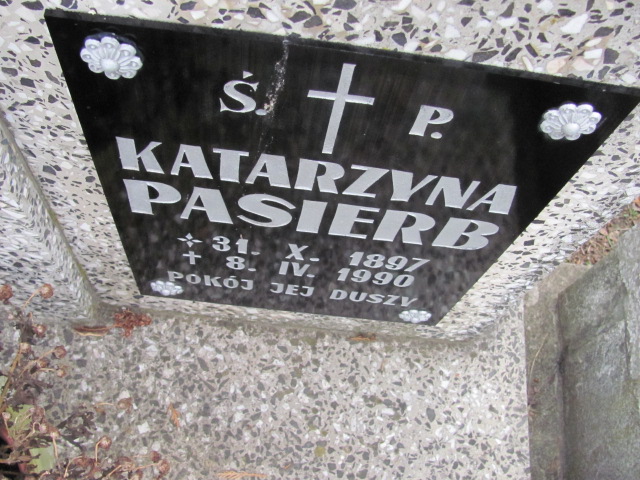 Ś. P.
KATARZYNA
PASIERB
31. X. 1897
8. IV. 1990
POKÓJ JEJ DUSZY